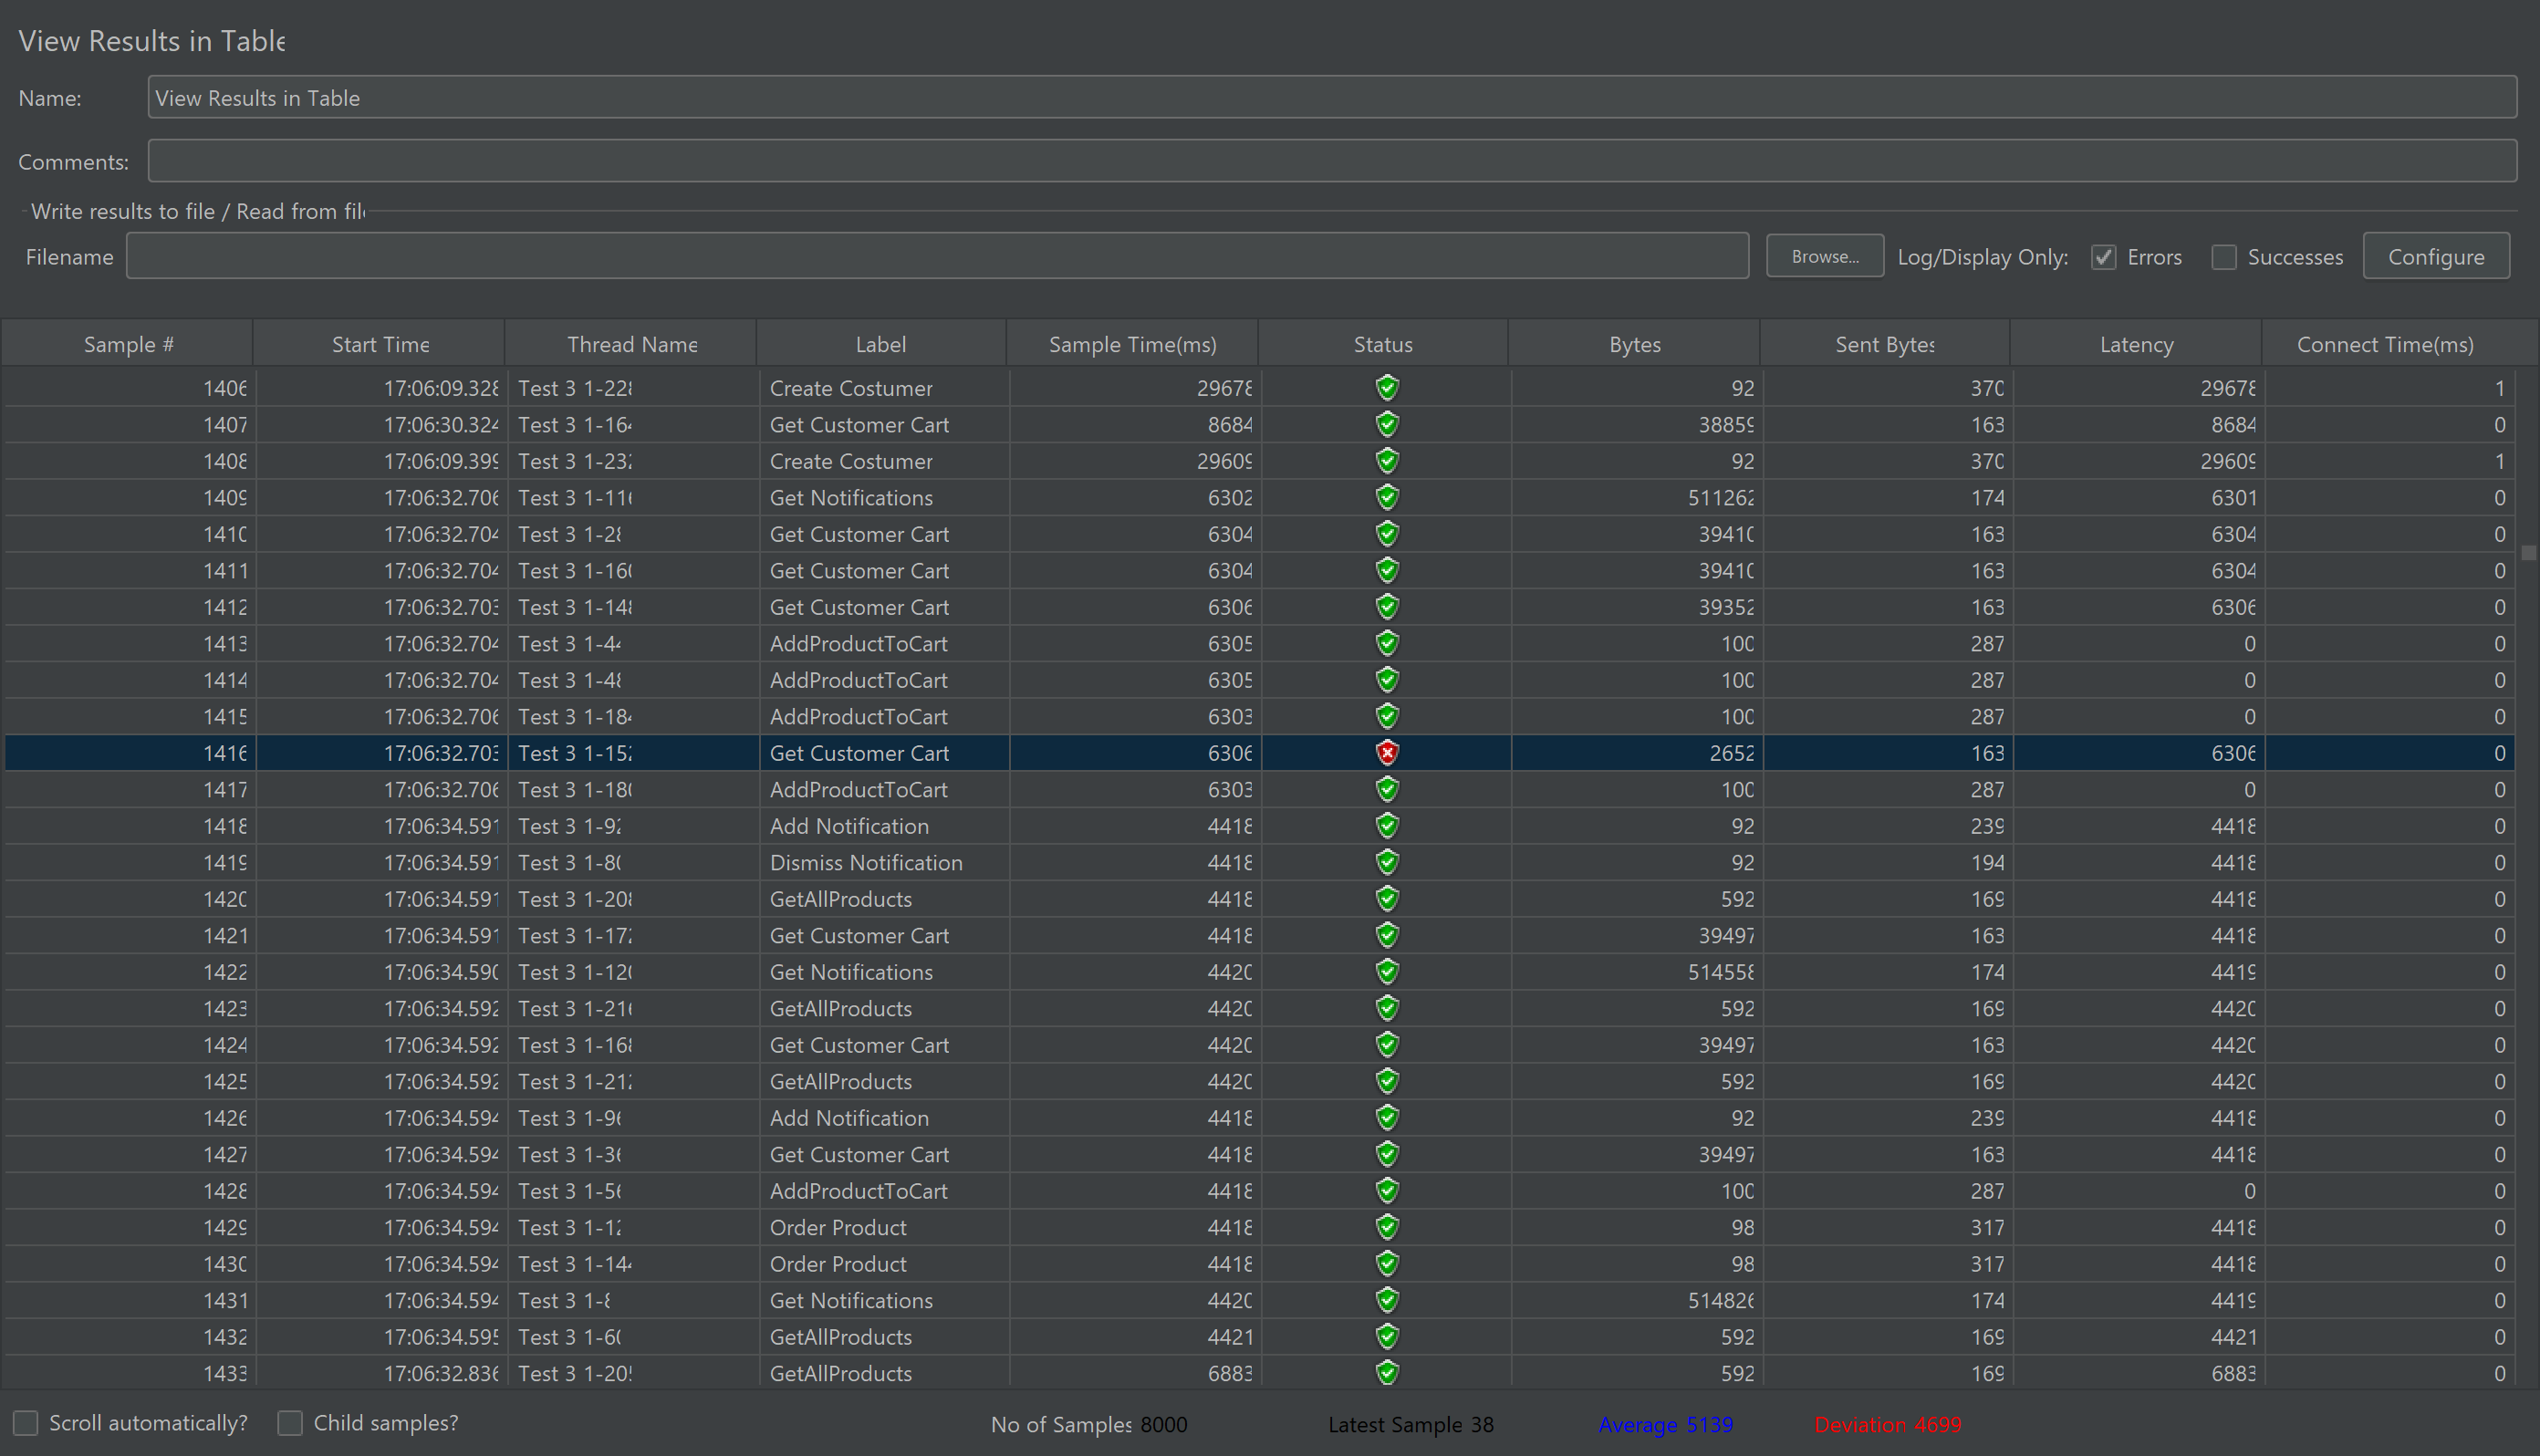 View Results in Table
Name: View Results in Table
Comments:
Write results to file / Read from file
Filename Browse... Log/Display Only: Errors Successes Configure
Sample # Start Time Thread Name Label Sample Time(ms) Status Bytes Sent Bytes Latency Connect Time(ms)
1406 17:06:09.328 Test 3 1-228 Create Costumer 29678 92 370 29678 1
1407 17:06:30.324 Test 3 1-164 Get Customer Cart 8684 38859 163 8684 0
1408 17:06:09.399 Test 3 1-232 Create Costumer 29609 92 370 29609 1
1409 17:06:32.706 Test 3 1-116 Get Notifications 6302 511262 174 6301 0
1410 17:06:32.704 Test 3 1-28 Get Customer Cart 6304 39410 163 6304 0
1411 17:06:32.704 Test 3 1-160 Get Customer Cart 6304 39410 163 6304 0
1412 17:06:32.703 Test 3 1-148 Get Customer Cart 6306 39352 163 6306 0
1413 17:06:32.704 Test 3 1-44 AddProductToCart 6305 100 287 0 0
1414 17:06:32.704 Test 3 1-48 AddProductToCart 6305 100 287 0 0
1415 17:06:32.706 Test 3 1-184 AddProductToCart 6303 100 287 0 0
1416 17:06:32.703 Test 3 1-152 Get Customer Cart 6306 2652 163 6306 0
1417 17:06:32.706 Test 3 1-180 AddProductToCart 6303 100 287 0 0
1418 17:06:34.591 Test 3 1-92 Add Notification 4418 92 239 4418 0
1419 17:06:34.591 Test 3 1-80 Dismiss Notification 4418 92 194 4418 0
1420 17:06:34.591 Test 3 1-208 GetAllProducts 4418 592 169 4418 0
1421 17:06:34.591 Test 3 1-172 Get Customer Cart 4418 39497 163 4418 0
1422 17:06:34.590 Test 3 1-120 Get Notifications 4420 514558 174 4419 0
1423 17:06:34.592 Test 3 1-216 GetAllProducts 4420 592 169 4420 0
1424 17:06:34.592 Test 3 1-168 Get Customer Cart 4420 39497 163 4420 0
1425 17:06:34.592 Test 3 1-212 GetAllProducts 4420 592 169 4420 0
1426 17:06:34.594 Test 3 1-96 Add Notification 4418 92 239 4418 0
1427 17:06:34.594 Test 3 1-36 Get Customer Cart 4418 39497 163 4418 0
1428 17:06:34.594 Test 3 1-56 AddProductToCart 4418 100 287 0 0
1429 17:06:34.594 Test 3 1-12 Order Product 4418 98 317 4418 0
1430 17:06:34.594 Test 3 1-144 Order Product 4418 98 317 4418 0
1431 17:06:34.594 Test 3 1-8 Get Notifications 4420 514826 174 4419 0
1432 17:06:34.595 Test 3 1-60 GetAllProducts 4421 592 169 4421 0
1433 17:06:32.836 Test 3 1-205 GetAllProducts 6883 592 169 6883 0
Scroll automatically? Child samples? No of Samples 8000 Latest Sample 38 Average 5139 Deviation 4699